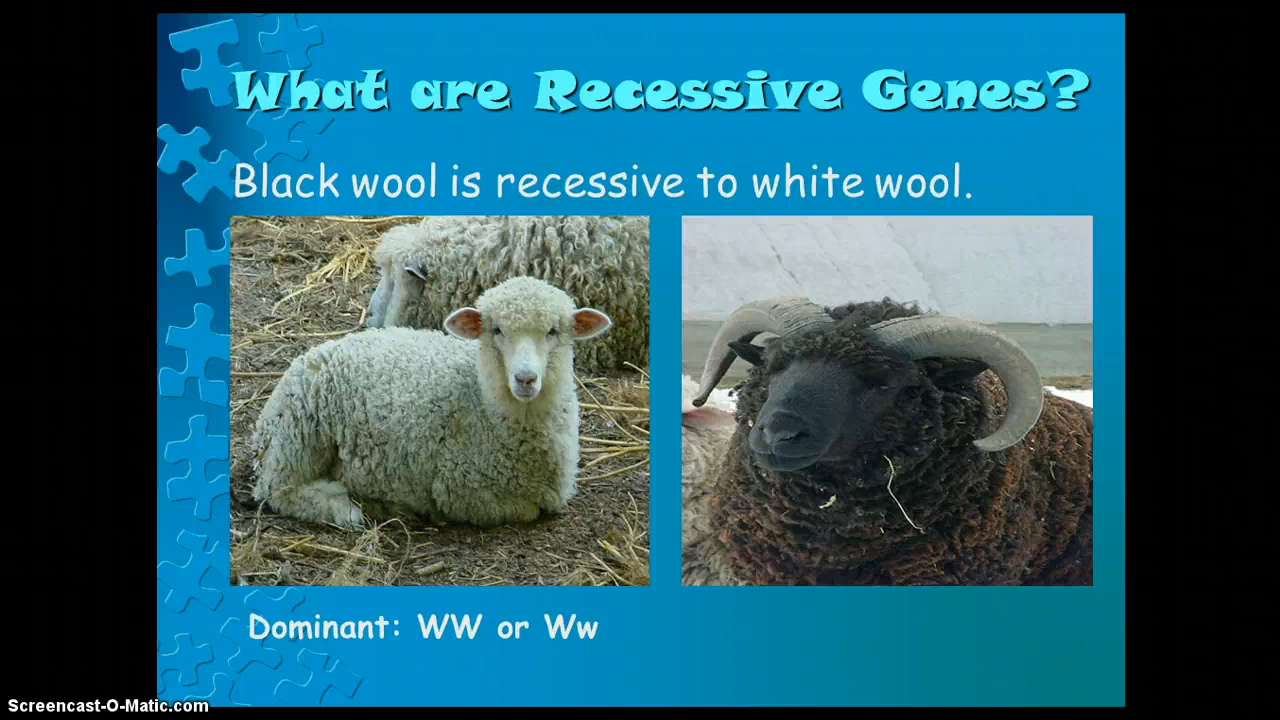 What are Recessive Genes?
Black wool is recessive to white wool.
Dominant: WW or Ww
Screencast-O-Matic.com